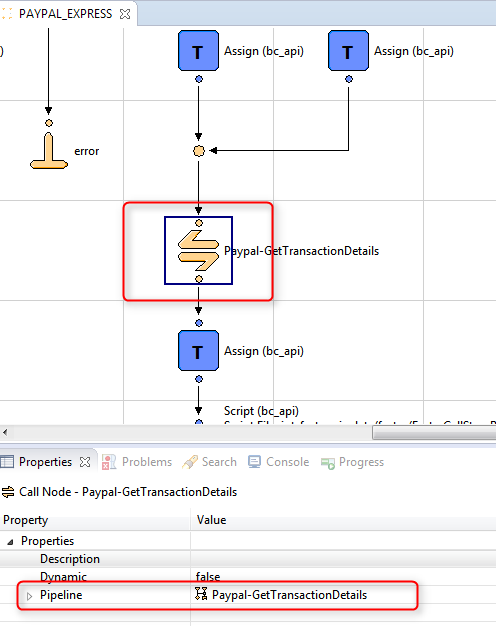 PAYPAL_EXPRESS
)
T
Assign (bc_api)
T
Assign (bc_api)
error
Paypal-GetTransactionDetails
T
Assign (bc_api)
Script (bc_api)
Properties
Problems
Search
Console
Progress
Call Node - Paypal-GetTransactionDetails
Property
Value
Properties
Description
Dynamic
false
Pipeline
Paypal-GetTransactionDetails